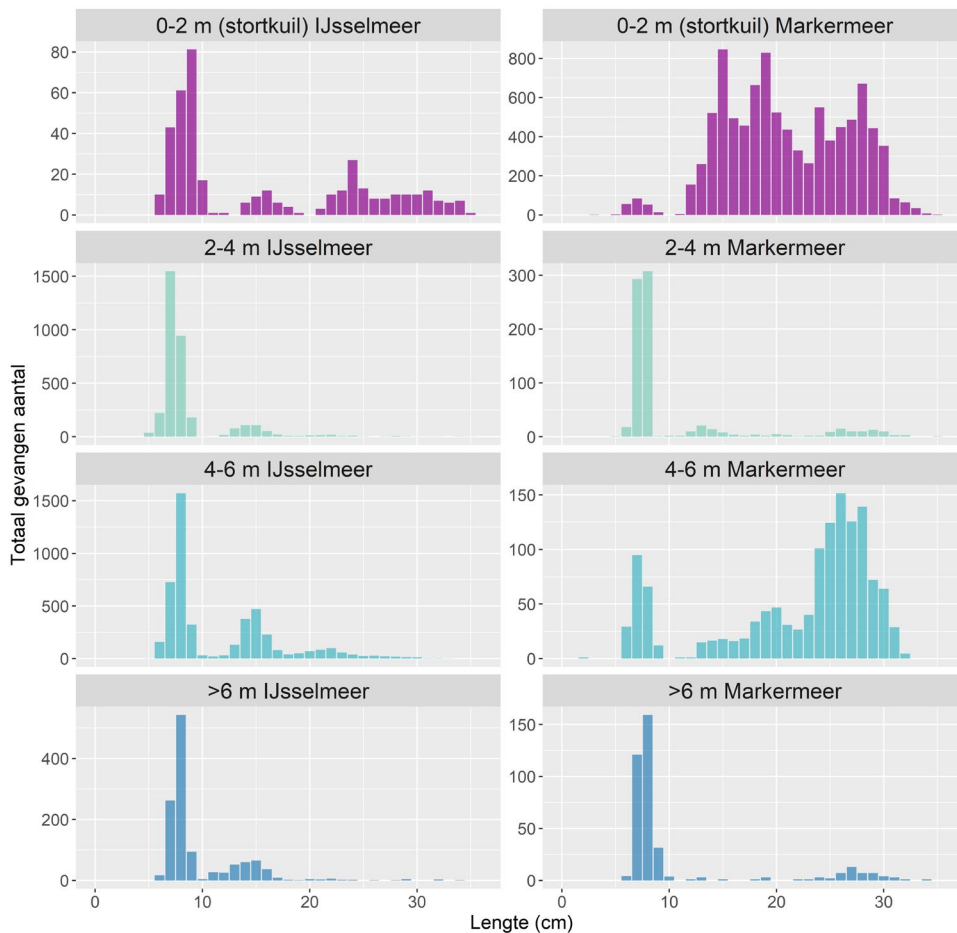 0-2 m (stortkuil) IJsselmeer
0-2 m (stortkuil) Markermeer
80
60
40
20
0
800
600
400
200
0
2-4 m IJsselmeer
2-4 m Markermeer
1500
1000
500
0
300
200
100
0
4-6 m IJsselmeer
4-6 m Markermeer
1500
1000
500
0
150
100
50
0
>6 m IJsselmeer
>6 m Markermeer
400
200
0
150
100
50
0
0 10 20 30
0 10 20 30
Lengte (cm)
Totaal gevangen aantal